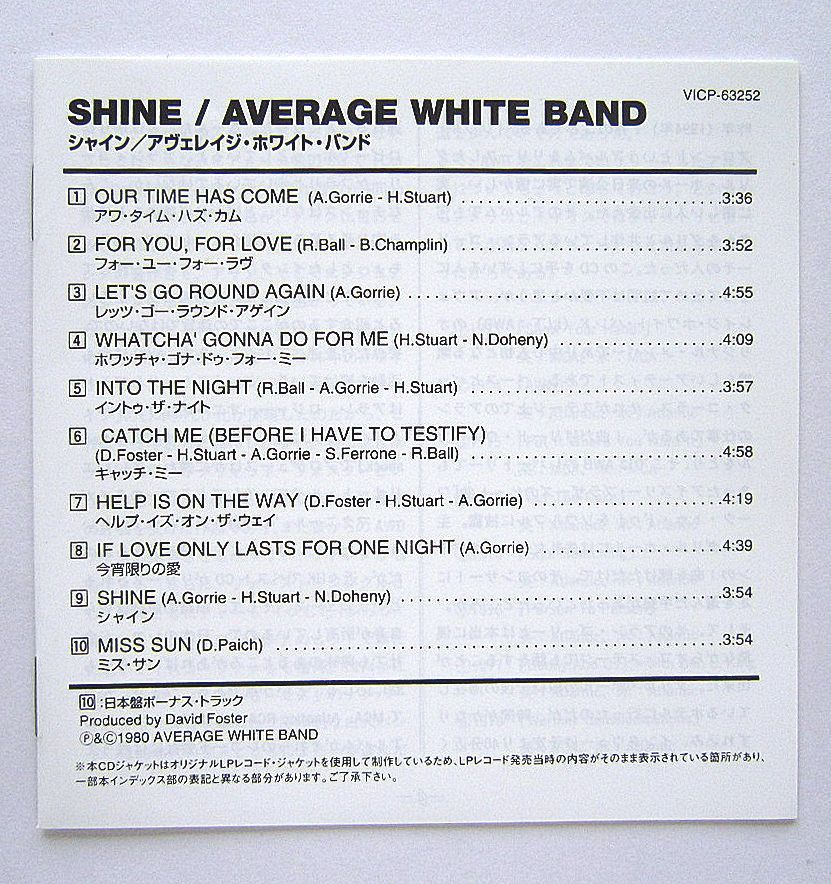 VICP-63252
SHINE / AVERAGE WHITE BAND
シャイン／アヴェレイジ・ホワイト・バンド
1 OUR TIME HAS COME (A.Gorrie - H.Stuart) ........3:36
アワ・タイム・ハズ・カム
2 FOR YOU, FOR LOVE (R.Ball - B.Champlin) ........3:52
フォー・ユー・フォー・ラヴ
3 LET'S GO ROUND AGAIN (A.Gorrie) ........4:55
レッツ・ゴー・ラウンド・アゲイン
4 WHATCHA' GONNA DO FOR ME (H.Stuart - N.Doheny) ........4:09
ホワッチャ・ゴナ・ドゥ・フォー・ミー
5 INTO THE NIGHT (R.Ball - A.Gorrie - H.Stuart) ........3:57
イントゥ・ザ・ナイト
6 CATCH ME (BEFORE I HAVE TO TESTIFY)
(D.Foster - H.Stuart - A.Gorrie - S.Ferrone - R.Ball) ........4:58
キャッチ・ミー
7 HELP IS ON THE WAY (D.Foster - H.Stuart - A.Gorrie) ........4:19
ヘルプ・イズ・オン・ザ・ウェイ
8 IF LOVE ONLY LASTS FOR ONE NIGHT (A.Gorrie) ........4:39
今宵限りの愛
9 SHINE (A.Gorrie - H.Stuart - N.Doheny) ........3:54
シャイン
10 MISS SUN (D.Paich) ........3:54
ミス・サン
10:日本盤ボーナス・トラック
Produced by David Foster
℗&©1980 AVERAGE WHITE BAND
※本CDジャケットはオリジナルLPレコード・ジャケットを使用して制作しているため、LPレコード発売当時の内容がそのまま表示されている箇所があり、
一部本インデックス部の表記と異なる部分があります。ご了承下さい。